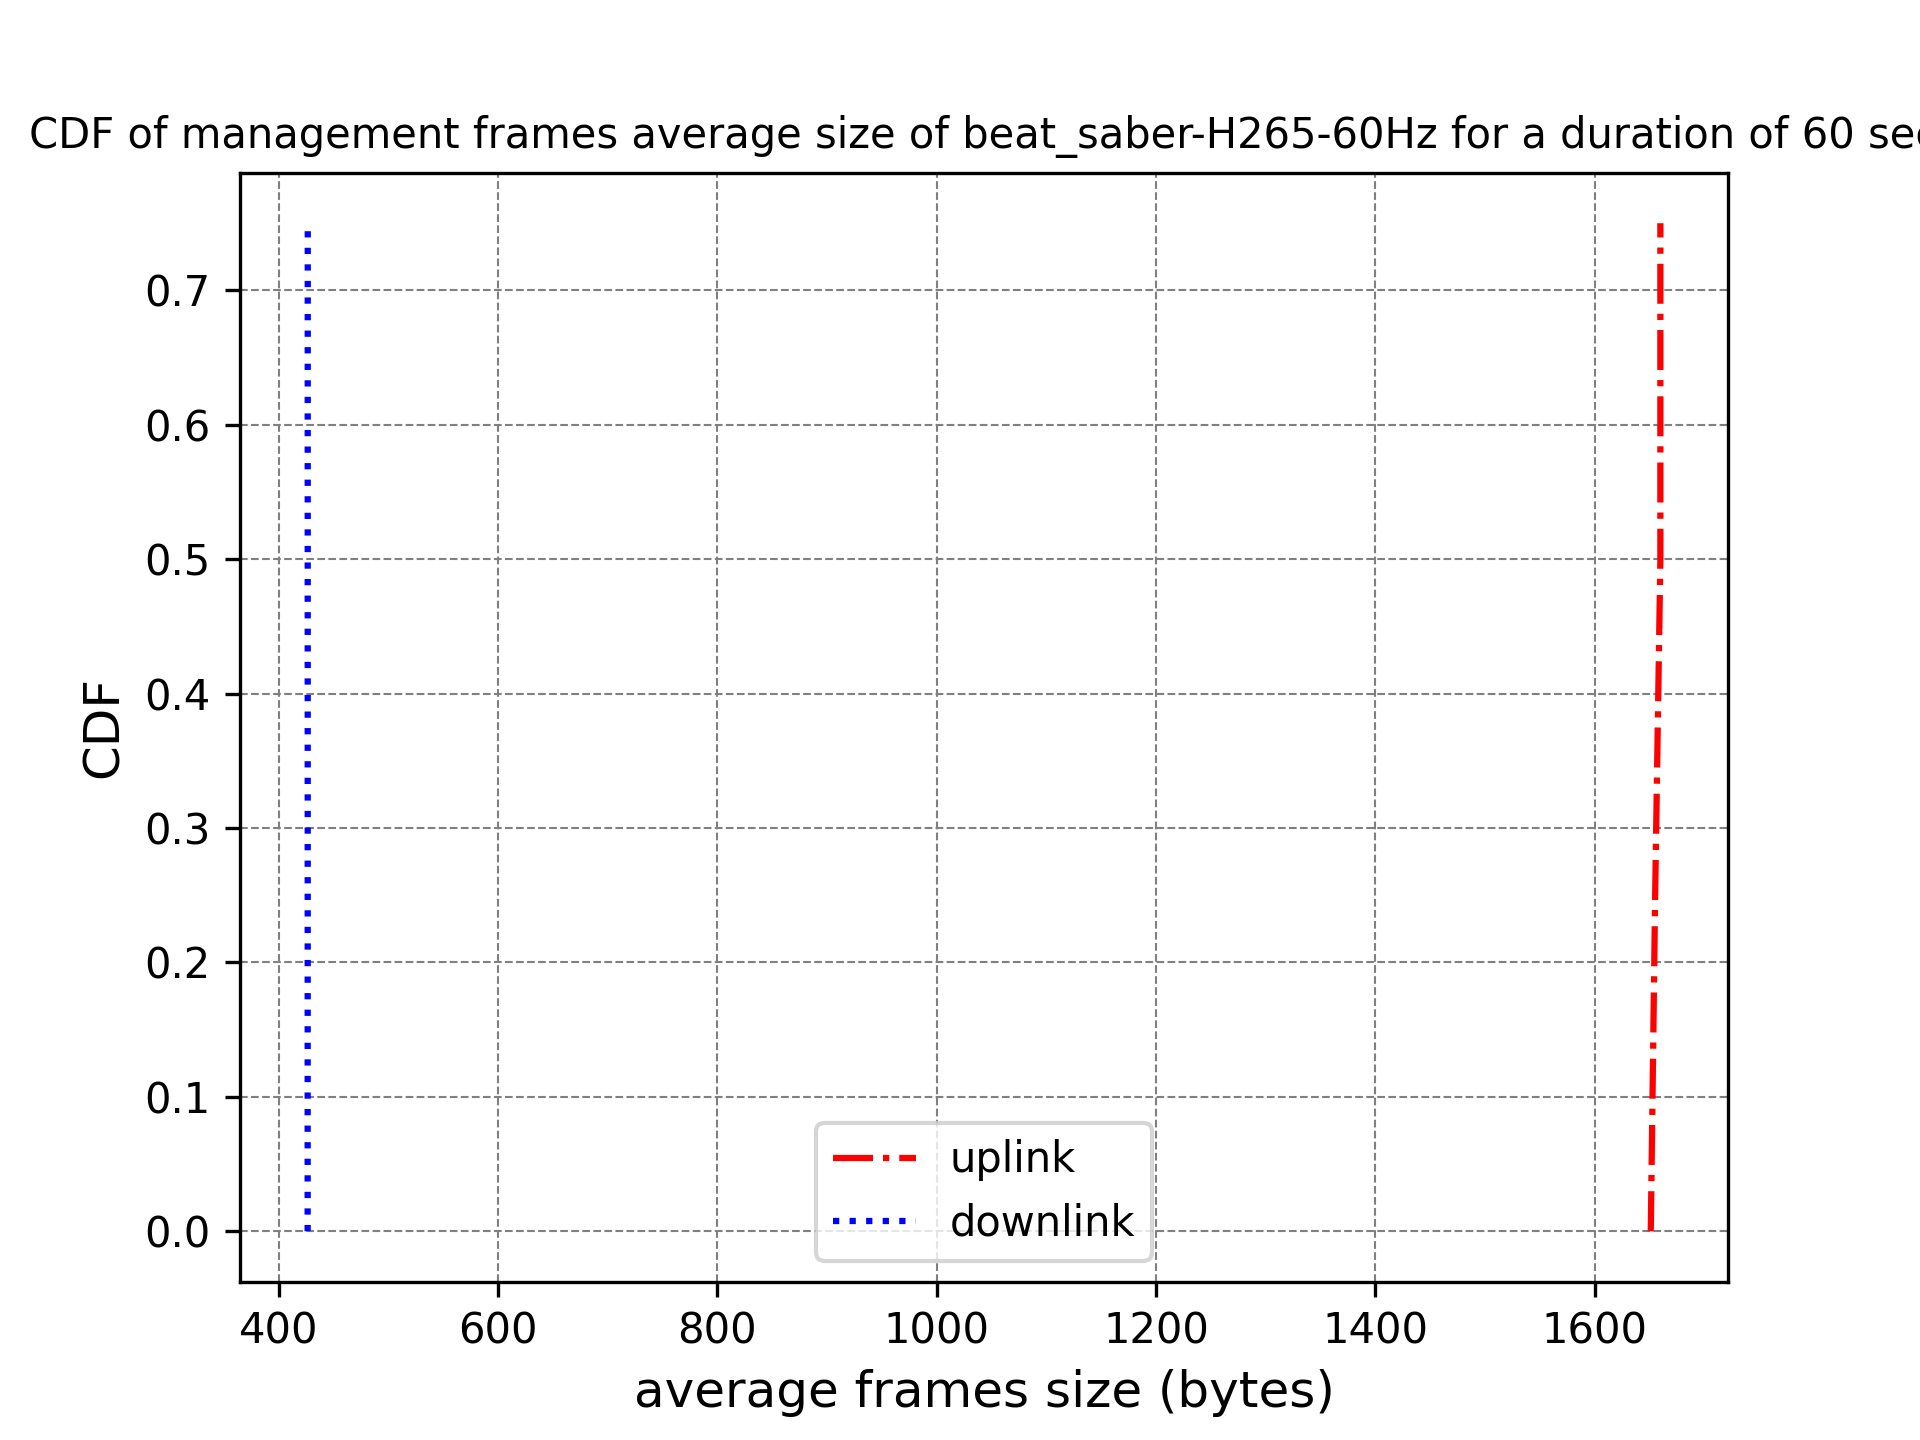 CDF of management frames average size of beat_saber-H265-60Hz for a duration of 60
0.7
0.6
0.5
0.4
0.3
0.2
0.1
0.0
CDF
uplink
downlink
400 600 800 1000 1200 1400 1600
average frames size (bytes)